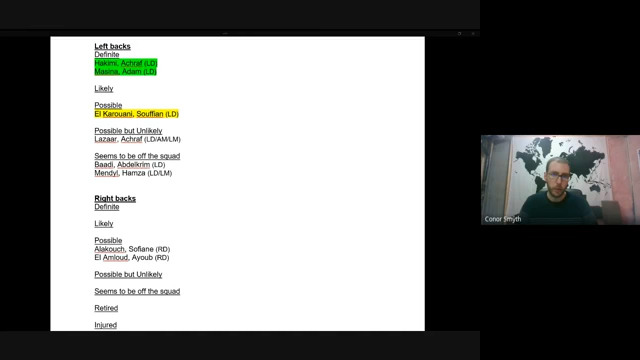 Left backs
Definite
Hakimi, Achraf (LD)
Masina, Adam (LD)
Likely
Possible
El Karouani, Souffian (LD)
Possible but Unlikely
Lazaar, Achraf (LD/AM/LM)
Seems to be off the squad
Baadi, Abdelkrim (LD)
Mendyl, Hamza (LD/LM)
Right backs
Definite
Likely
Possible
Alakouch, Sofiane (RD)
El Amloud, Ayoub (RD)
Possible but Unlikely
Seems to be off the squad
Retired
Injured
Conor Smyth